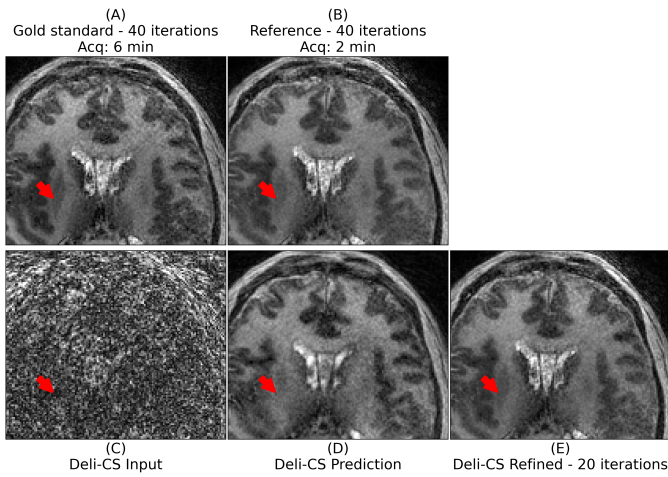 (A)
Gold standard - 40 iterations
Acq: 6 min
(B)
Reference - 40 iterations
Acq: 2 min
(C)
Deli-CS Input
(D)
Deli-CS Prediction
(E)
Deli-CS Refined - 20 iterations